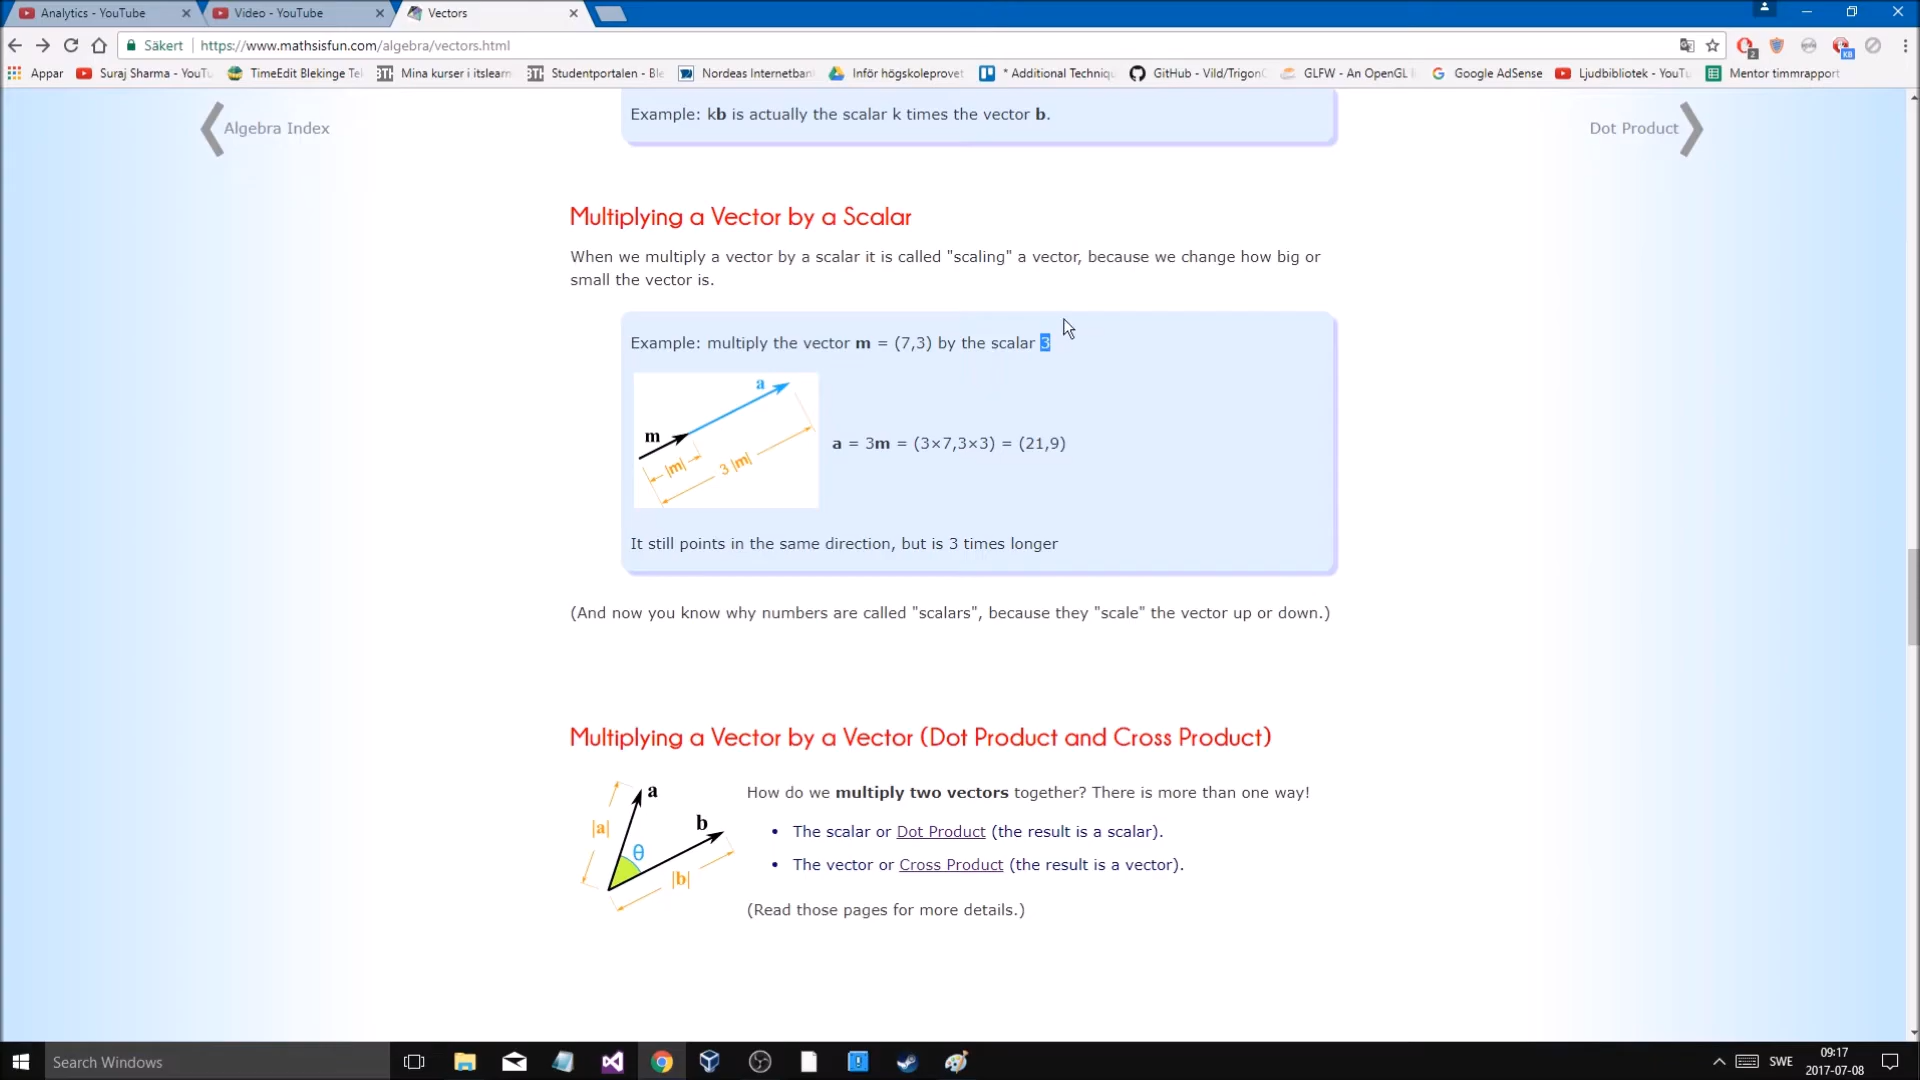 Analytics - YouTube
Video - YouTube
Vectors
Säkert
https://www.mathsisfun.com/algebra/vectors.html
Appar
Suraj Sharma - YouTu
TimeEdit Blekinge Te
Mina kurser i itslearn
Studentportalen - Ble
Nordeas Internetban
Inför högskoleprovet
* Additional Techniqu
GitHub - Vild/Trigon
GLFW - An OpenGL l
Google AdSense
Ljudbibliotek - YouTu
Mentor timmrapport
Algebra Index
Dot Product
Example: kb is actually the scalar k times the vector b.
Multiplying a Vector by a Scalar
When we multiply a vector by a scalar it is called "scaling" a vector, because we change how big or
small the vector is.
Example: multiply the vector m = (7,3) by the scalar 3
a
m
|m|
3 |m|
a = 3m = (3×7,3×3) = (21,9)
It still points in the same direction, but is 3 times longer
(And now you know why numbers are called "scalars", because they "scale" the vector up or down.)
Multiplying a Vector by a Vector (Dot Product and Cross Product)
a
|a|
b
θ
|b|
How do we multiply two vectors together? There is more than one way!
• The scalar or Dot Product (the result is a scalar).
• The vector or Cross Product (the result is a vector).
(Read those pages for more details.)
Search Windows
SWE
09:17
2017-07-08